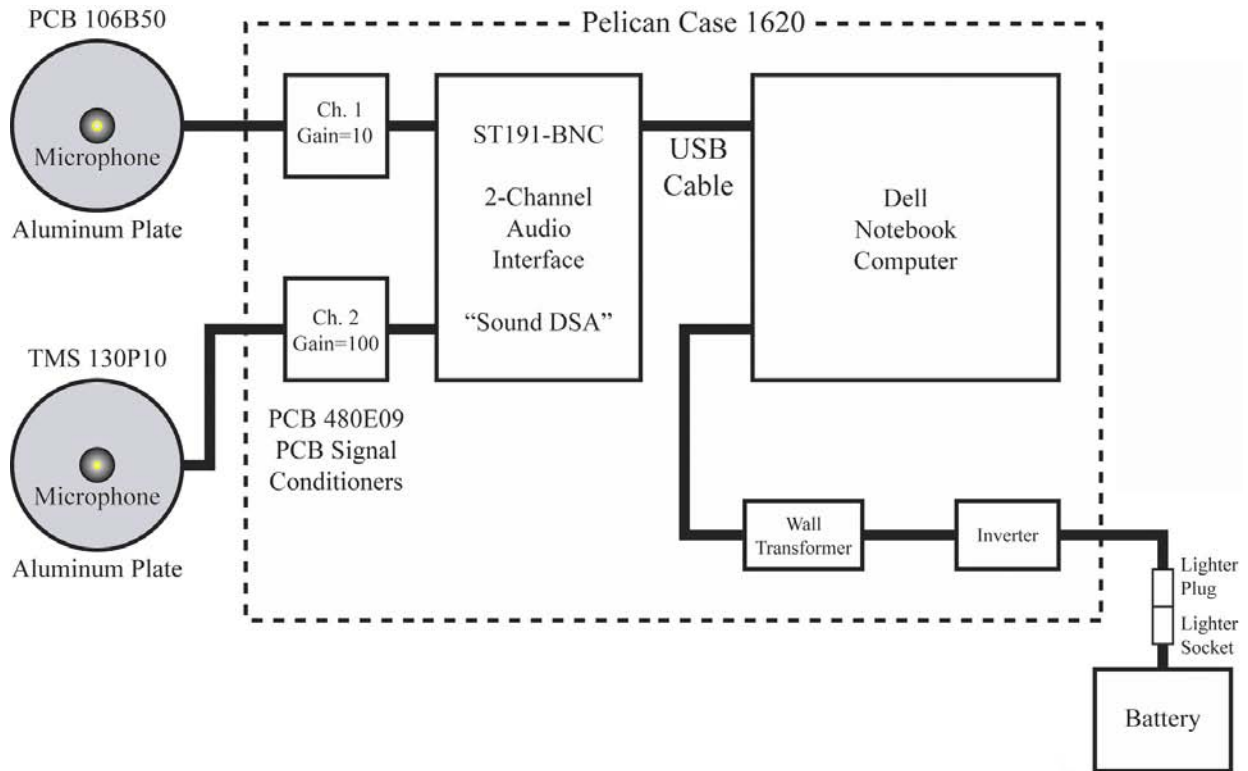 PCB 106B50
Microphone
Aluminum Plate
TMS 130P10
Microphone
Aluminum Plate
Pelican Case 1620
Ch. 1
Gain=10
Ch. 2
Gain=100
PCB 480E09
PCB Signal
Conditioners
ST191-BNC
2-Channel
Audio
Interface
“Sound DSA”
USB
Cable
Dell
Notebook
Computer
Wall
Transformer
Inverter
Lighter
Plug
Lighter
Socket
Battery